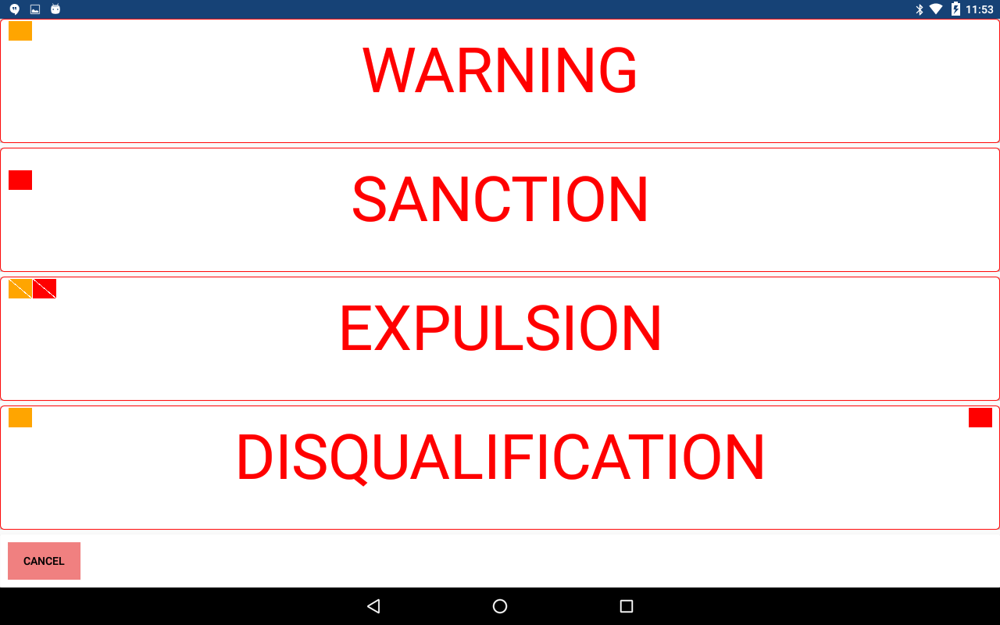 11:53
WARNING
SANCTION
EXPULSION
DISQUALIFICATION
CANCEL